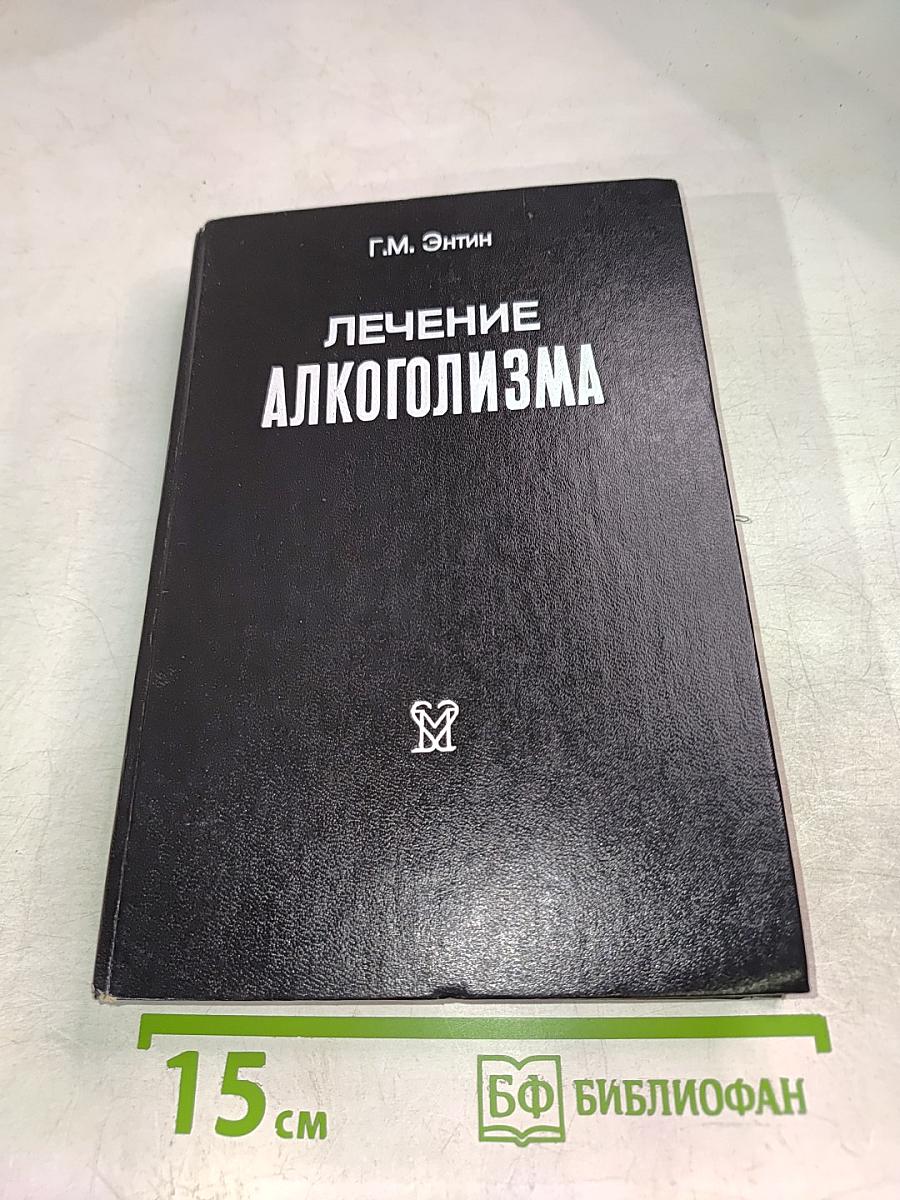 Г.М. Энтин
ЛЕЧЕНИЕ
АЛКОГОЛИЗМА
М
15 см
БФ БИБЛИОФАН